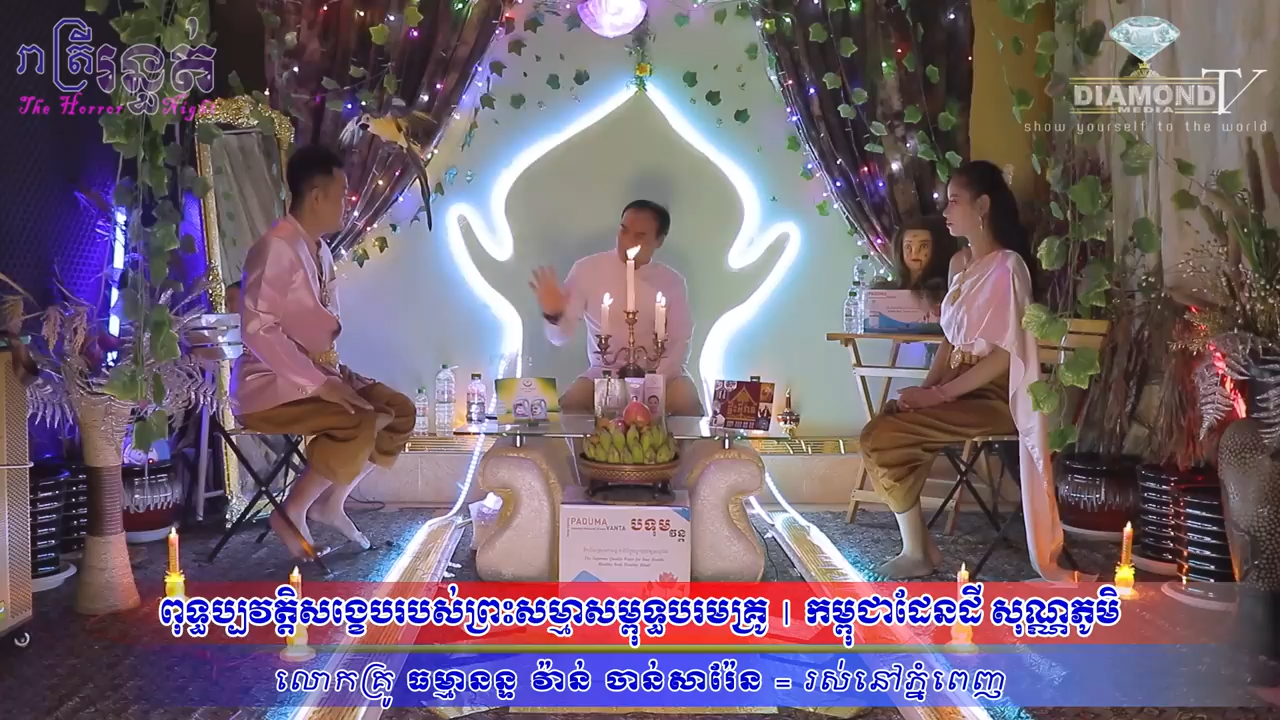 រាត្រីរន្ធត់
The Horror Night
DIAMOND TV
MEDIA
show yourself to the world
PADUMA
VANTA
បទុម
វ័ន្ត
ពុទ្ធប្បវត្តិសង្ខេបរបស់ព្រះសម្មាសម្ពុទ្ធបរមគ្រូ | កម្ពុជាដែនដី សុវណ្ណភូមិ
លោកគ្រូ ធម្មានន្ទ វ៉ាន់ ចាន់សារ៉ែន = រស់នៅភ្នំពេញ